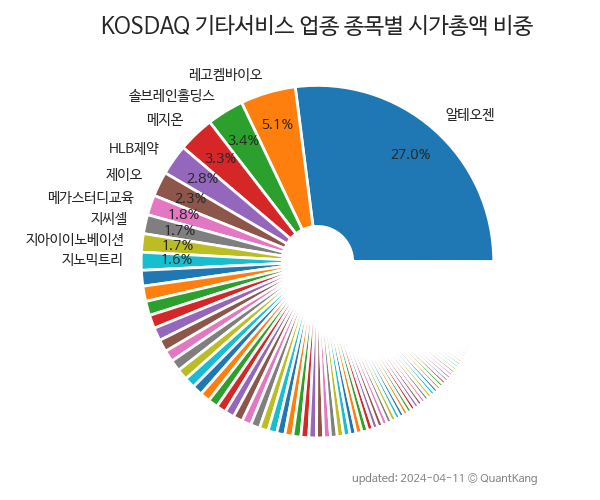 KOSDAQ 기타서비스 업종 종목별 시가총액 비중
레고켐바이오
솔브레인홀딩스
메지온
HLB제약
제이오
메가스터디교육
지씨셀
지아이이노베이션
지노믹트리
알테오젠
27.0%
5.1%
3.4%
3.3%
2.8%
2.3%
1.8%
1.7%
1.7%
1.6%
updated: 2024-04-11 © QuantKang